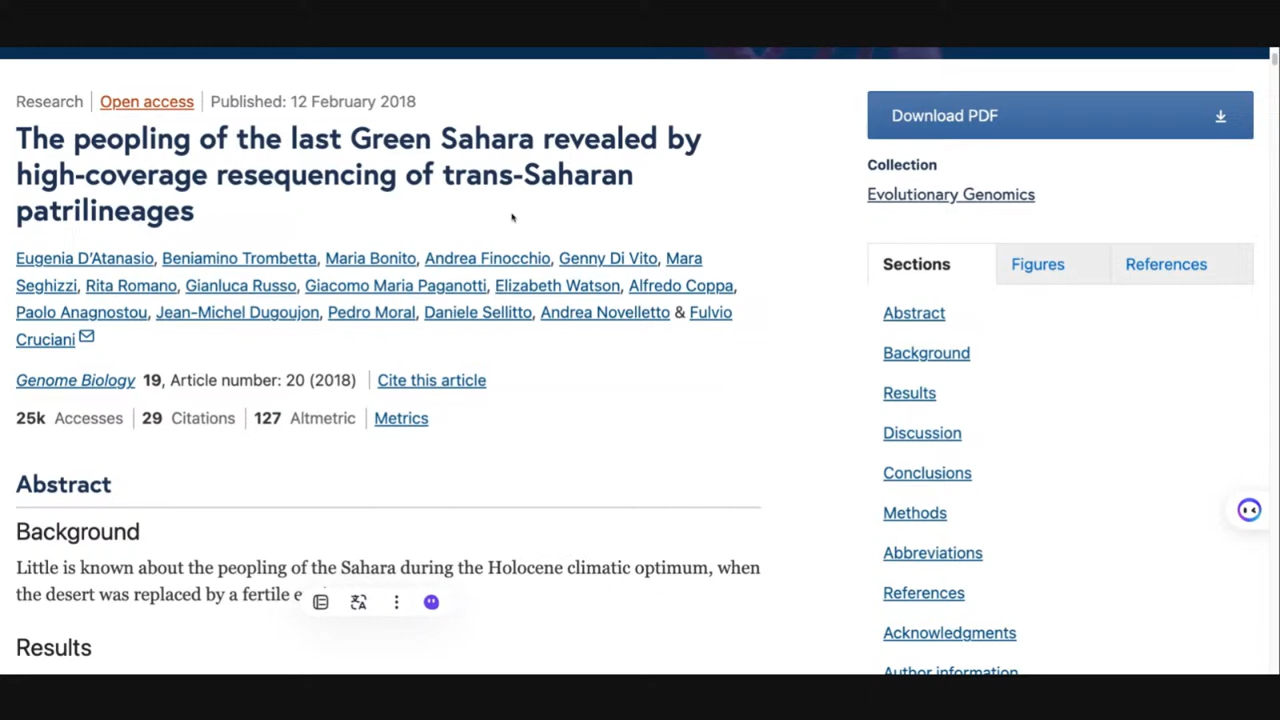 Research Open access Published: 12 February 2018
The peopling of the last Green Sahara revealed by
high-coverage resequencing of trans-Saharan
patrilineages
Eugenia D’Atanasio, Beniamino Trombetta, Maria Bonito, Andrea Finocchio, Genny Di Vito, Mara
Seghizzi, Rita Romano, Gianluca Russo, Giacomo Maria Paganotti, Elizabeth Watson, Alfredo Coppa,
Paolo Anagnostou, Jean-Michel Dugoujon, Pedro Moral, Daniele Sellitto, Andrea Novelletto & Fulvio
Cruciani
Genome Biology 19, Article number: 20 (2018) Cite this article
25k Accesses 29 Citations 127 Altmetric Metrics
Abstract
Background
Little is known about the peopling of the Sahara during the Holocene climatic optimum, when
the desert was replaced by a fertile
Results
Download PDF
Collection
Evolutionary Genomics
Sections Figures References
Abstract
Background
Results
Discussion
Conclusions
Methods
Abbreviations
References
Acknowledgments
Author information